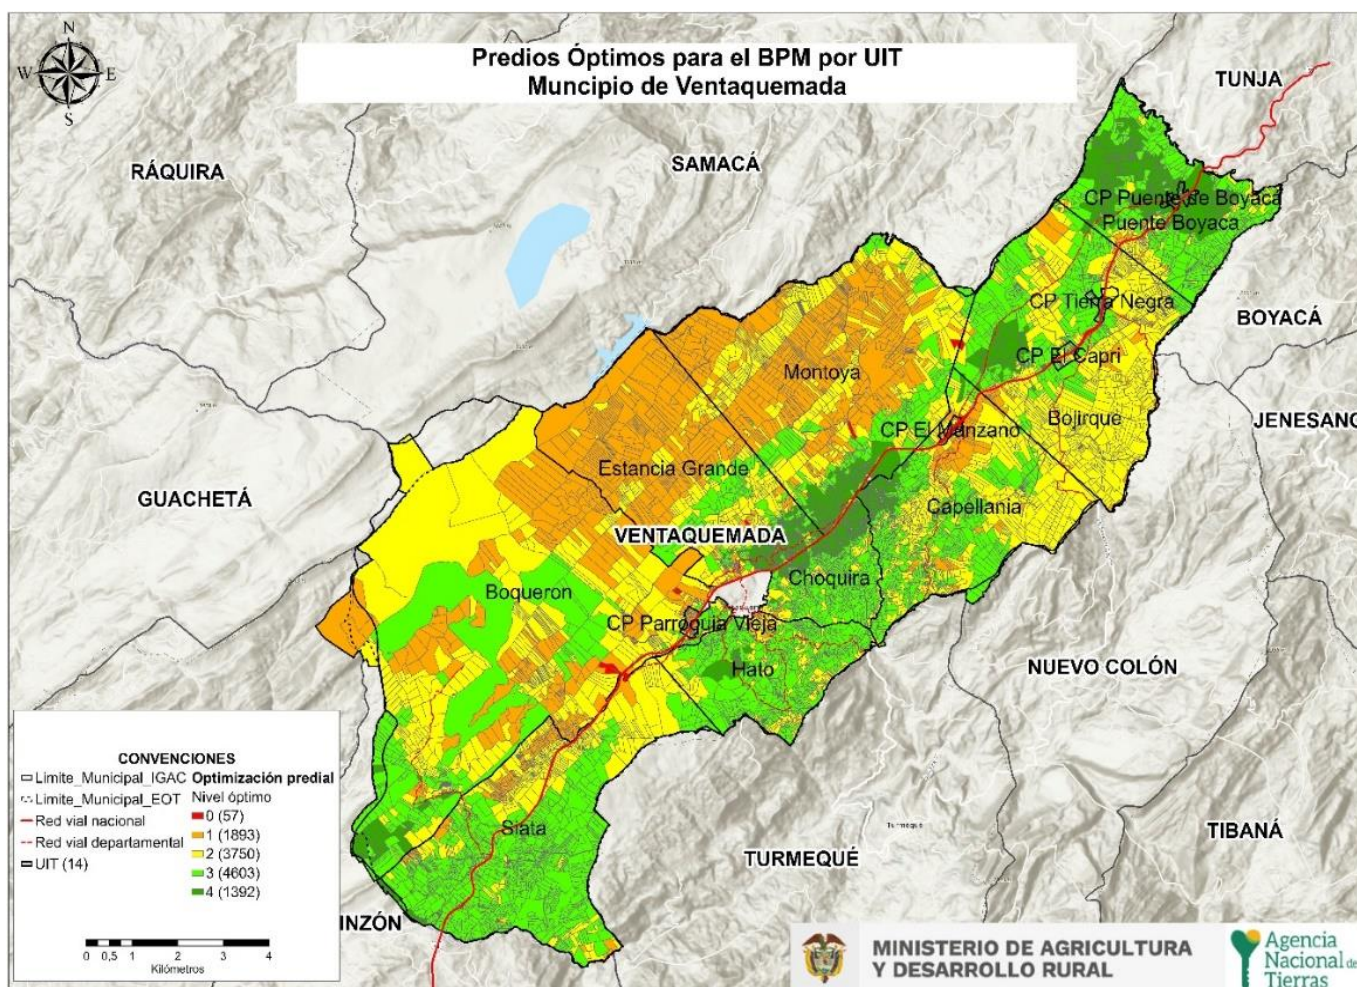 Predios Óptimos para el BPM por UIT
Muncipio de Ventaquemada
N
W
E
S
TUNJA
RÁQUIRA
SAMACÁ
CP Puente de Boyaca
Puente Boyaca
CP Tierra Negra
BOYACÁ
CP El Capri
Montoya
Bojirque
JENESANO
CP El Manzano
Estancia Grande
GUACHETÁ
Capellania
VENTAQUEMADA
Choquira
Boqueron
CP Parroquia Vieja
Hato
NUEVO COLÓN
Siata
Turmequé
TURMEQUÉ
TIBANÁ
INZÓN
CONVENCIONES
Limite_Municipal_IGAC
Limite_Municipal_EOT
Red vial nacional
Red vial departamental
UIT (14)
Optimización predial
Nivel óptimo
0 (57)
1 (1893)
2 (3750)
3 (4603)
4 (1392)
0 0,5 1 2 3 4
Kilómetros
MINISTERIO DE AGRICULTURA
Y DESARROLLO RURAL
Agencia
Nacional de
Tierras